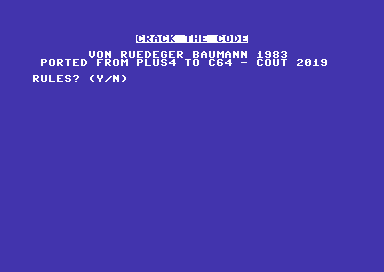 CRACK THE CODE
VON RUEDEGER BAUMANN 1983
PORTED FROM PLUS4 TO C64 - COUT 2019
RULES? (Y/N)